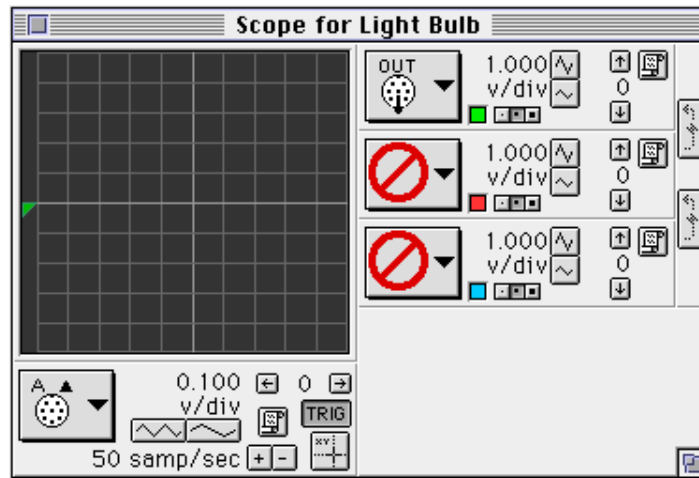 Scope for Light Bulb
OUT
1.000
v/div
0
1.000
v/div
0
1.000
v/div
0
A
0.100
v/div
0
TRIG
XY
50 samp/sec
+ -